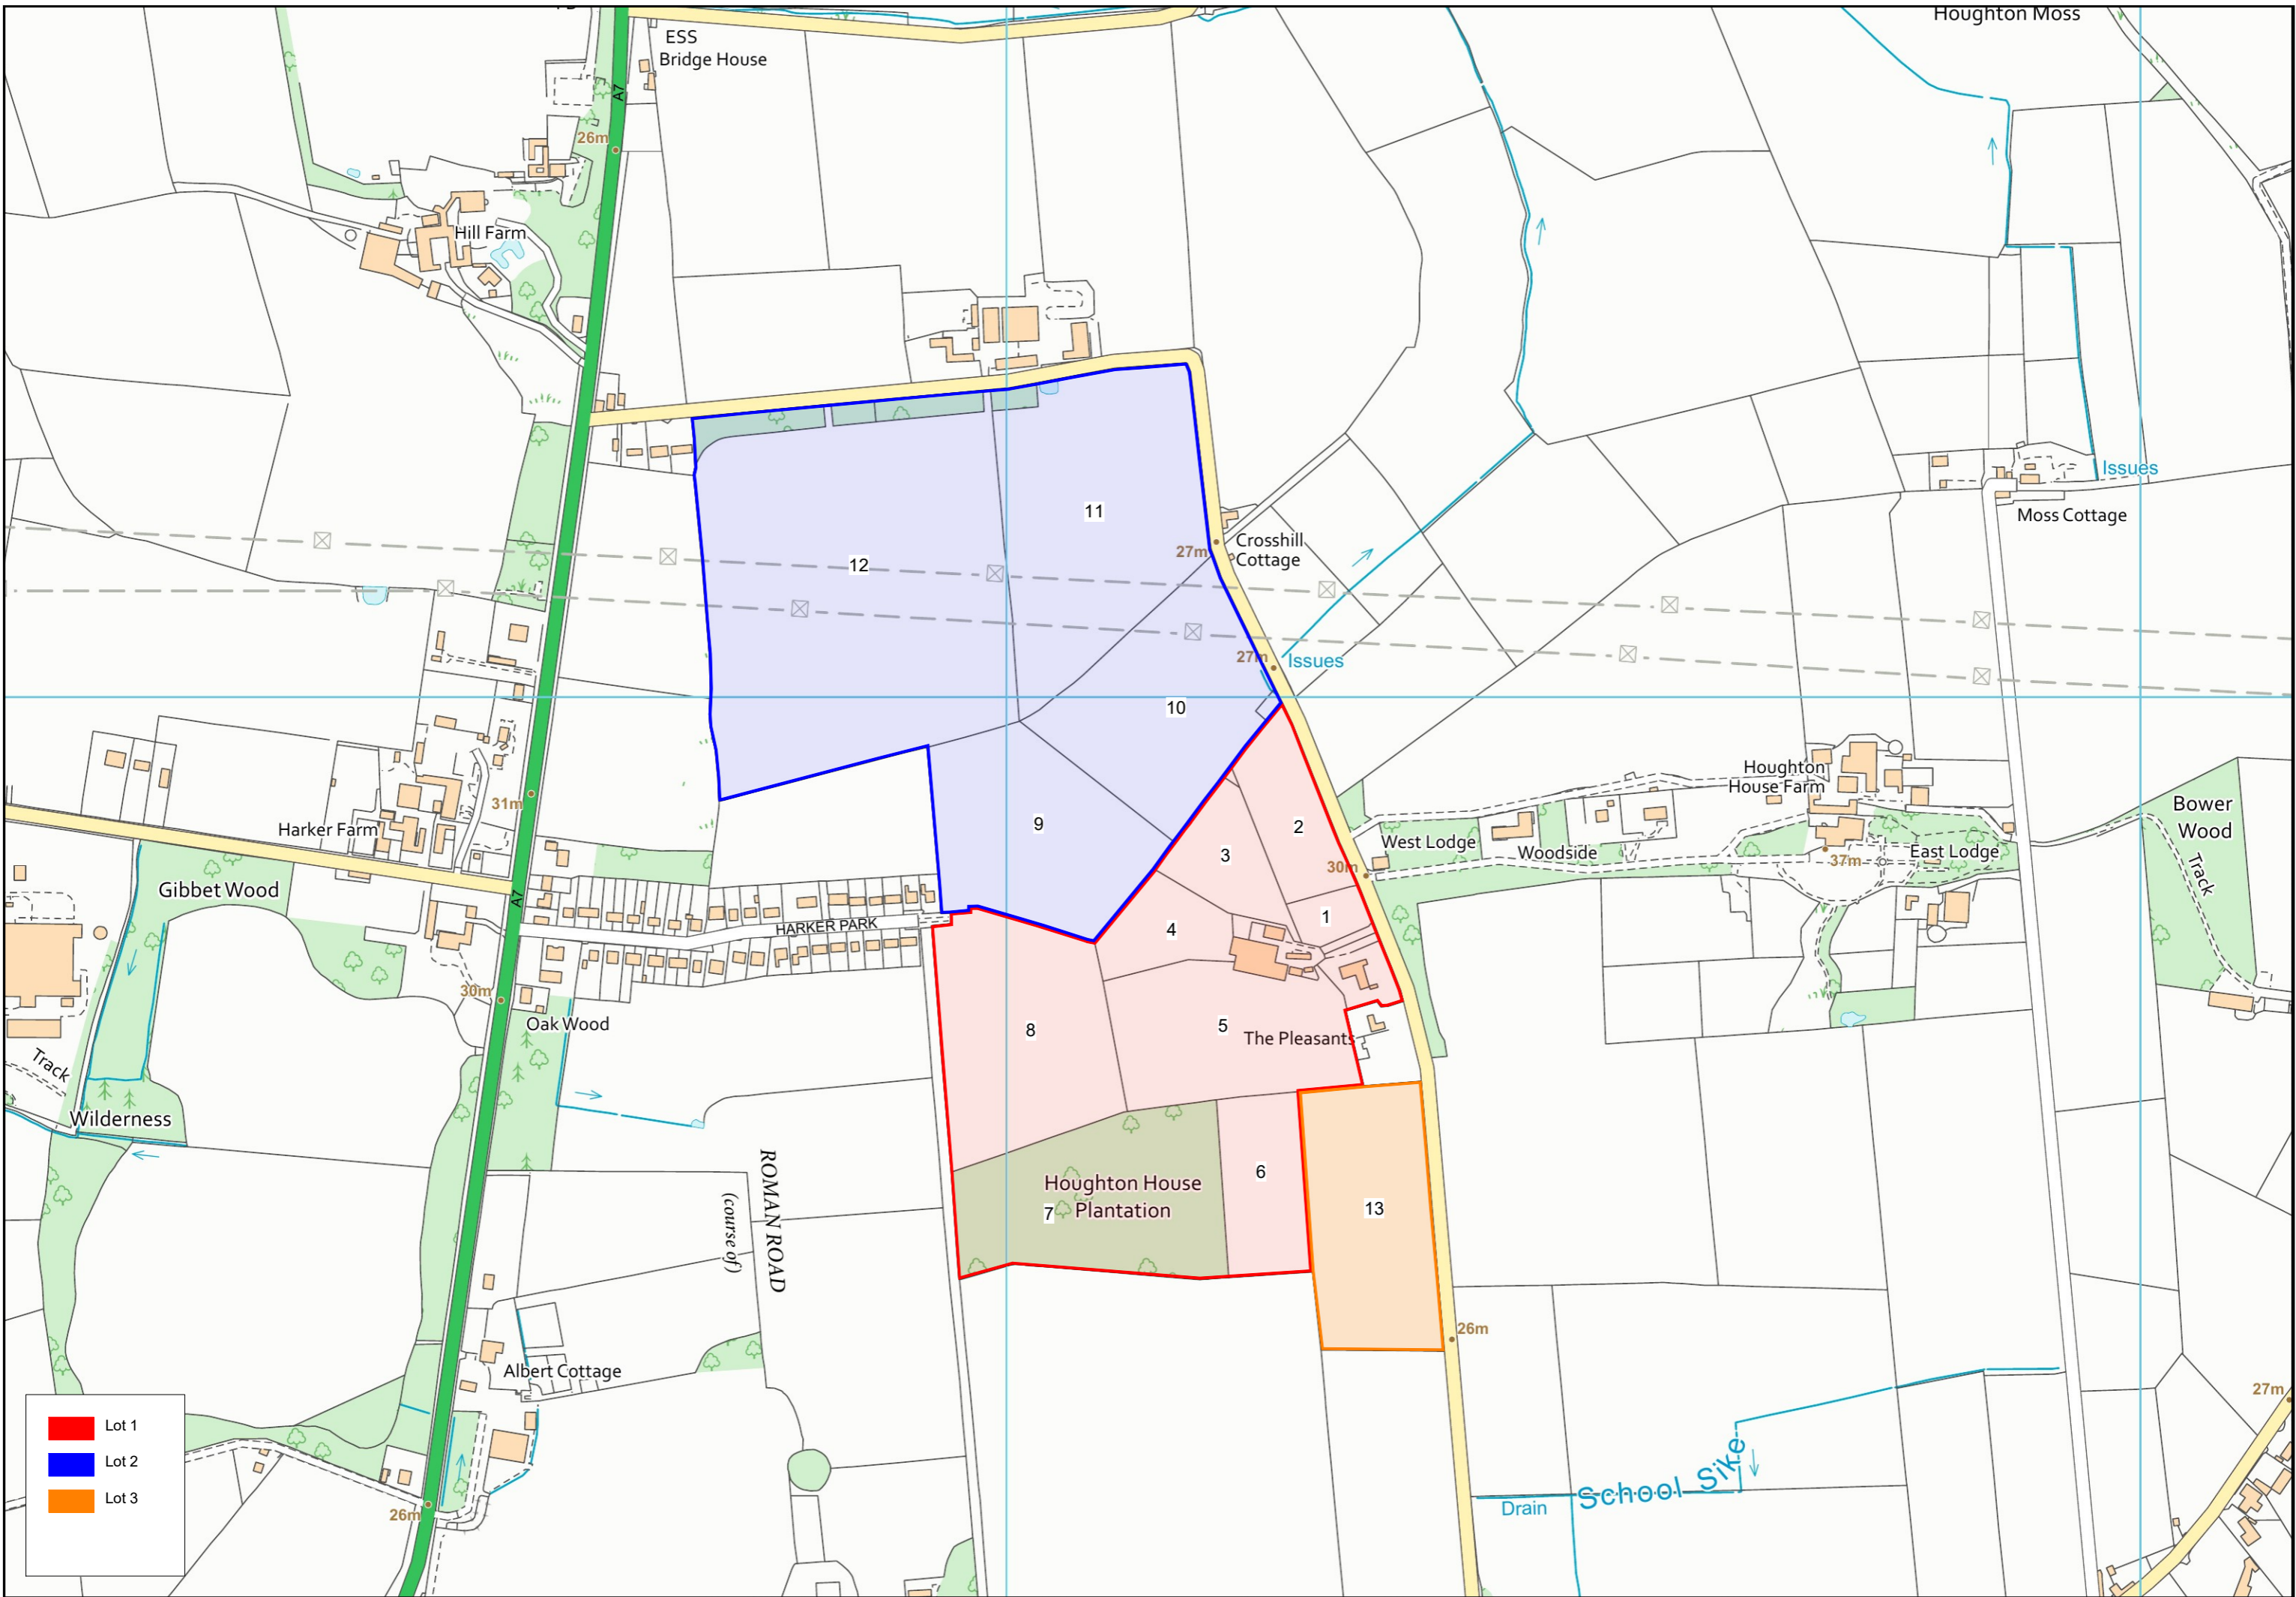 Houghton Moss
ESS
Bridge House
A7
26m
Hill Farm
11
Issues
Moss Cottage
Crosshill
Cottage
27m
12
27m
Issues
10
Houghton
House Farm
31m
Harker Farm
9
2
Bower
Wood
West Lodge
Woodside
East Lodge
3
37m
30m
Track
Gibbet Wood
A7
HARKER PARK
1
4
30m
Oak Wood
8
5
The Pleasants
Track
Wilderness
ROMAN ROAD
(course of)
6
Houghton House
Plantation
7
13
26m
Albert Cottage
27m
Lot 1
Lot 2
Lot 3
School Sike
Drain
26m